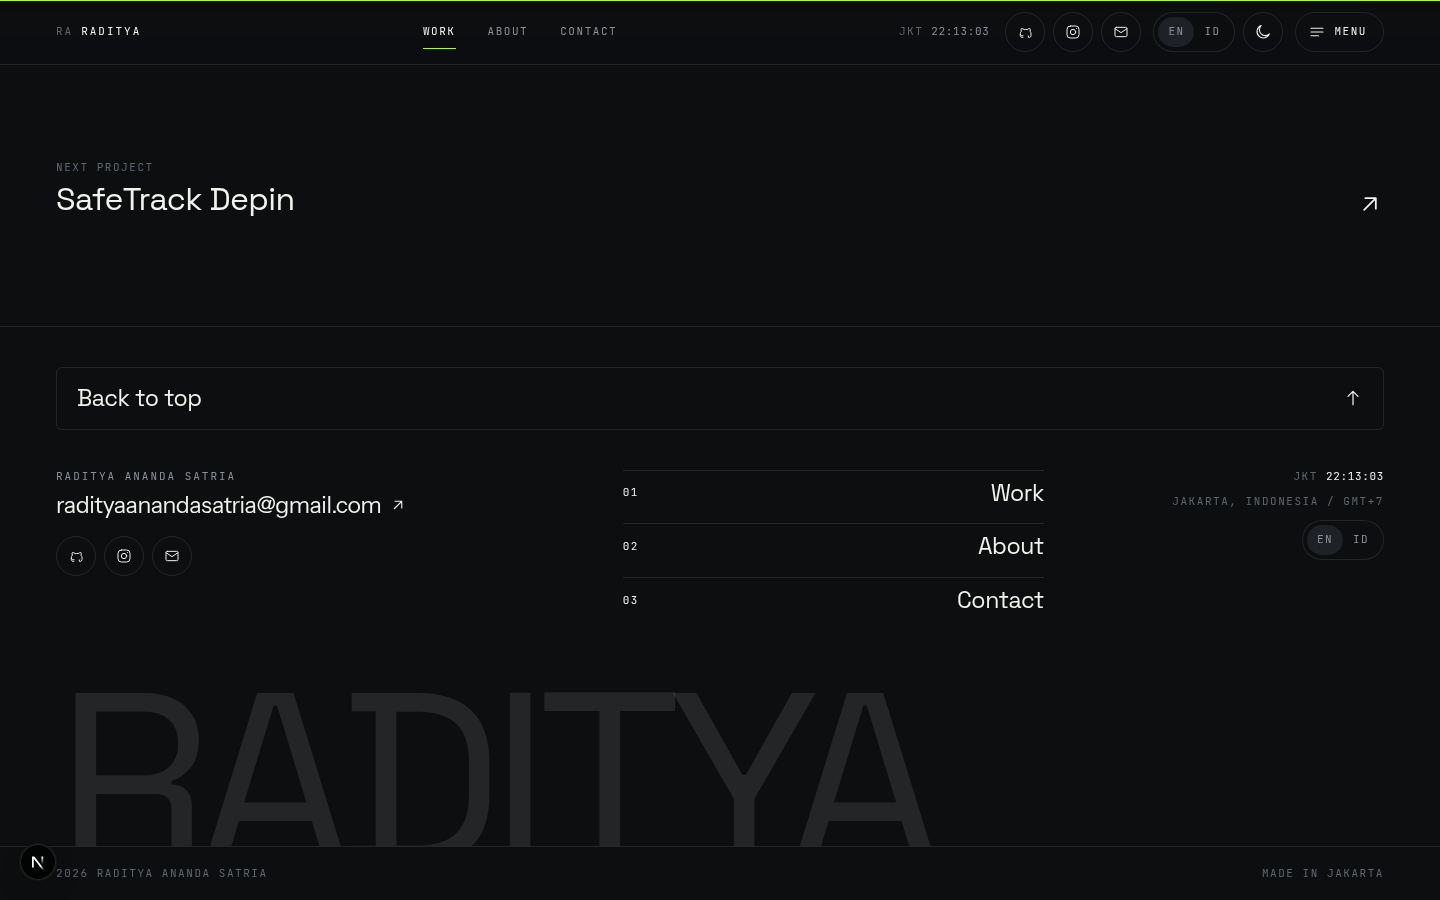 RA RADITYA
WORK ABOUT CONTACT
JKT 22:13:03
EN ID
MENU
NEXT PROJECT
SafeTrack Depin
Back to top
RADITYA ANANDA SATRIA
radityaanandasatria@gmail.com
01 Work
02 About
03 Contact
JKT 22:13:03
JAKARTA, INDONESIA / GMT+7
EN ID
RADITYA
N
2026 RADITYA ANANDA SATRIA
MADE IN JAKARTA